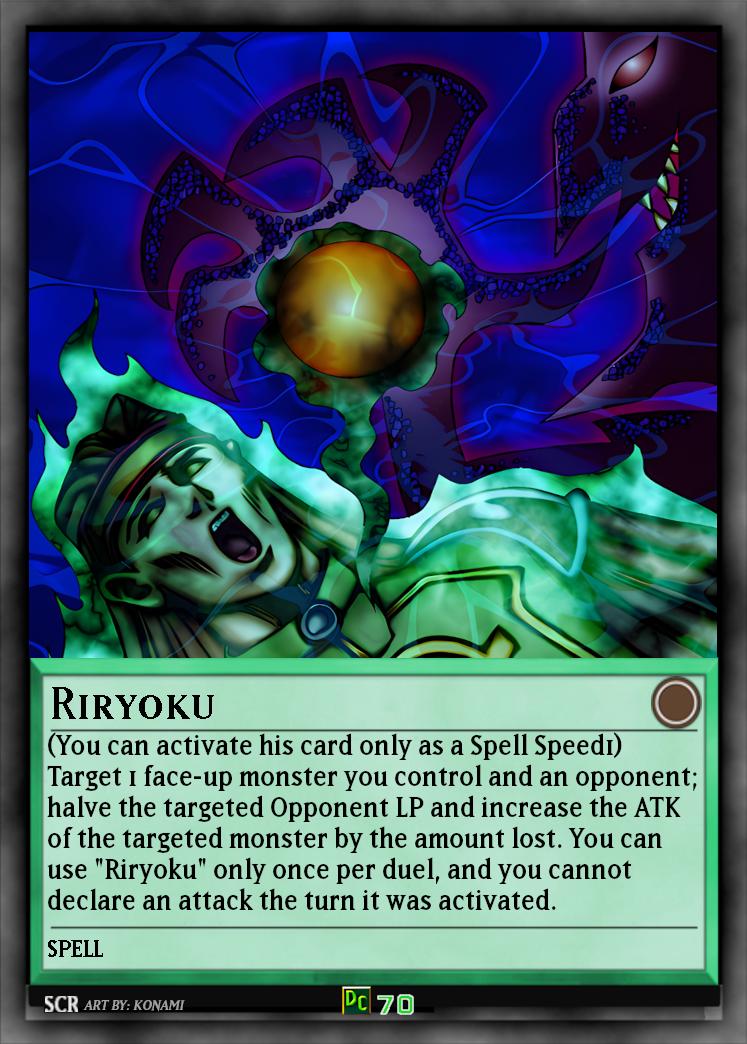 Riryoku
(You can activate his card only as a Spell Speed1)
Target 1 face-up monster you control and an opponent;
halve the targeted Opponent LP and increase the ATK
of the targeted monster by the amount lost. You can
use "Riryoku" only once per duel, and you cannot
declare an attack the turn it was activated.
SPELL
SCR ART BY: KONAMI PC 70